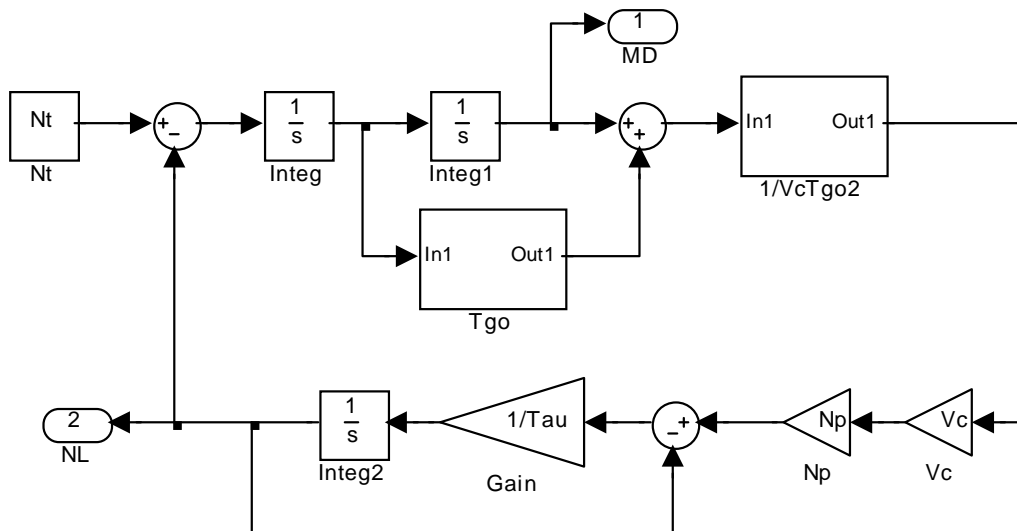 1
MD
Nt
Nt
+
−
1
s
Integ
1
s
Integ1
+
+
In1
Out1
1/VcTgo2
In1
Out1
Tgo
2
NL
1
s
Integ2
1/Tau
Gain
−
+
Np
Np
Vc
Vc